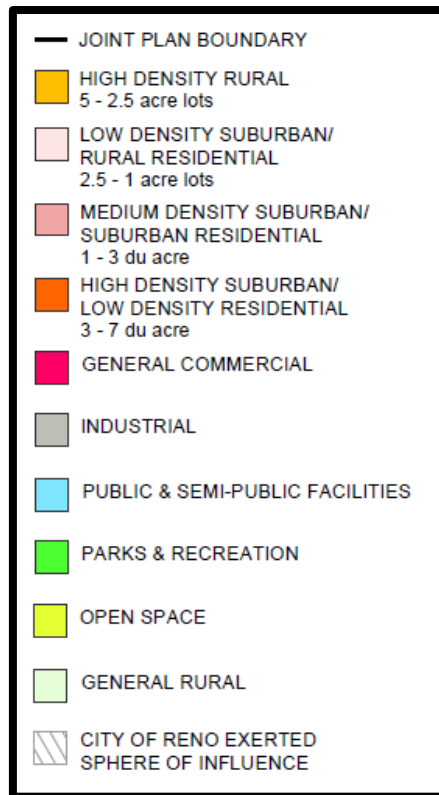 JOINT PLAN BOUNDARY
HIGH DENSITY RURAL
5 - 2.5 acre lots
LOW DENSITY SUBURBAN/
RURAL RESIDENTIAL
2.5 - 1 acre lots
MEDIUM DENSITY SUBURBAN/
SUBURBAN RESIDENTIAL
1 - 3 du acre
HIGH DENSITY SUBURBAN/
LOW DENSITY RESIDENTIAL
3 - 7 du acre
GENERAL COMMERCIAL
INDUSTRIAL
PUBLIC & SEMI-PUBLIC FACILITIES
PARKS & RECREATION
OPEN SPACE
GENERAL RURAL
CITY OF RENO EXERTED
SPHERE OF INFLUENCE